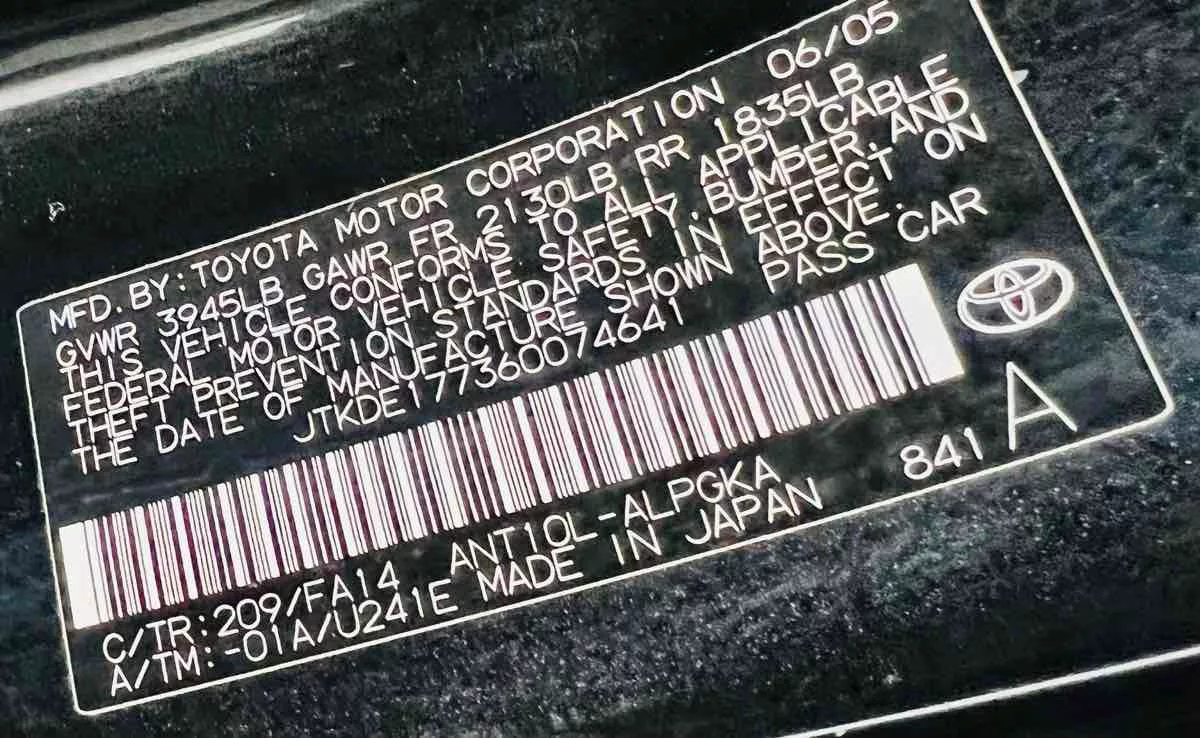 MFD. BY: TOYOTA MOTOR CORPORATION 06/05
GVWR 3945LB GAWR FR 2130LB RR 1835LB
THIS VEHICLE CONFORMS TO ALL APPLICABLE
FEDERAL MOTOR VEHICLE SAFETY, BUMPER, AND
THEFT PREVENTION STANDARDS IN EFFECT ON
THE DATE OF MANUFACTURE SHOWN ABOVE.
JTKDE177360074641 PASS CAR
C/TR: 209/FA14 ANT10L-ALPGKA 841 A
A/TM: -01A/U241E MADE IN JAPAN